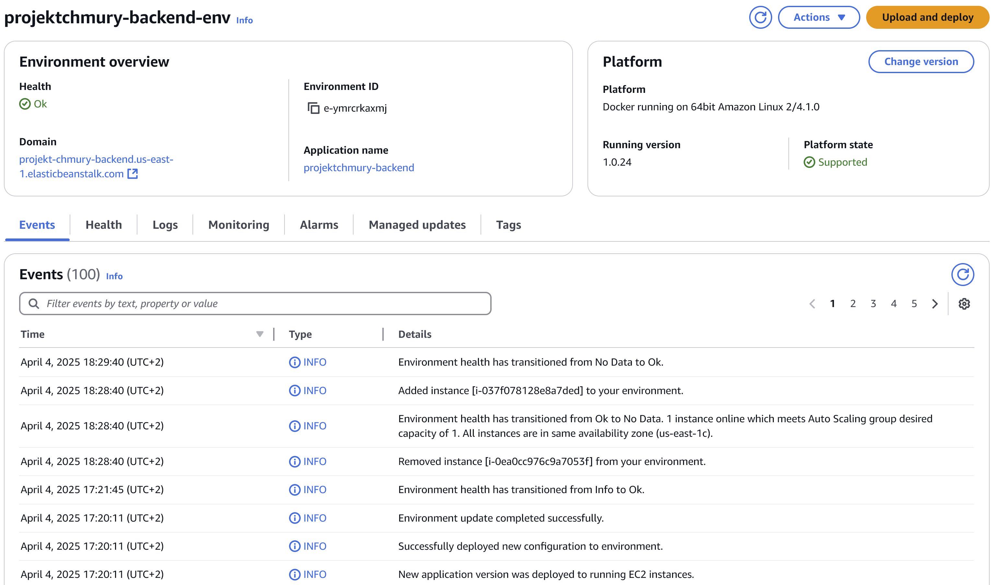 projektchmury-backend-env Info
Actions
Upload and deploy
Environment overview
Health
Ok
Domain
projekt-chmury-backend.us-east-
1.elasticbeanstalk.com
Environment ID
e-ymrcrkaxmj
Application name
projektchmury-backend
Platform
Change version
Platform
Docker running on 64bit Amazon Linux 2/4.1.0
Running version
1.0.24
Platform state
Supported
Events Health Logs Monitoring Alarms Managed updates Tags
Events (100) Info
Filter events by text, property or value
1 2 3 4 5
Time Type Details
April 4, 2025 18:29:40 (UTC+2) INFO Environment health has transitioned from No Data to Ok.
April 4, 2025 18:28:40 (UTC+2) INFO Added instance [i-037f078128e8a7ded] to your environment.
April 4, 2025 18:28:40 (UTC+2) INFO Environment health has transitioned from Ok to No Data. 1 instance online which meets Auto Scaling group desired
capacity of 1. All instances are in same availability zone (us-east-1c).
April 4, 2025 18:28:40 (UTC+2) INFO Removed instance [i-0ea0cc976c9a7053f] from your environment.
April 4, 2025 17:21:45 (UTC+2) INFO Environment health has transitioned from Info to Ok.
April 4, 2025 17:20:11 (UTC+2) INFO Environment update completed successfully.
April 4, 2025 17:20:11 (UTC+2) INFO Successfully deployed new configuration to environment.
April 4, 2025 17:20:11 (UTC+2) INFO New application version was deployed to running EC2 instances.